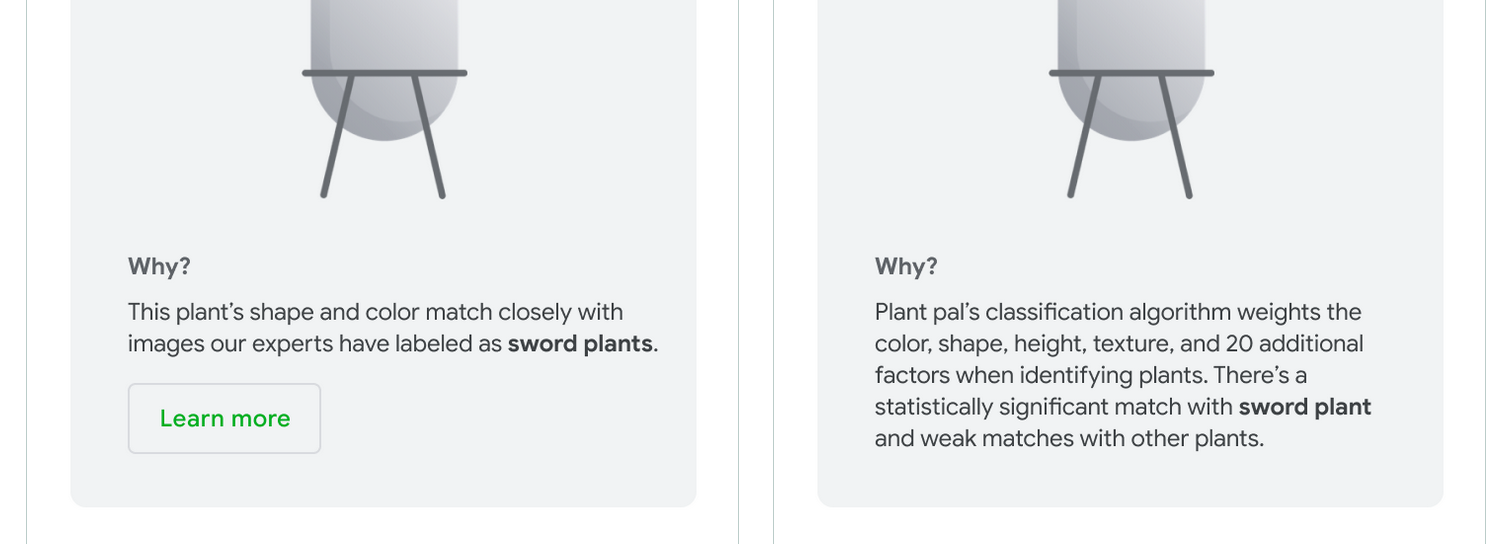 Why?
This plant’s shape and color match closely with
images our experts have labeled as sword plants.
Learn more
Why?
Plant pal’s classification algorithm weights the
color, shape, height, texture, and 20 additional
factors when identifying plants. There’s a
statistically significant match with sword plant
and weak matches with other plants.